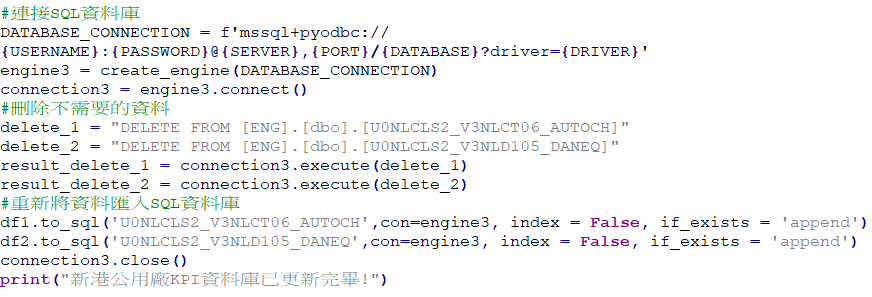 #連接SQL資料庫
DATABASE_CONNECTION = f'mssql+pyodbc://
{USERNAME}:{PASSWORD}@{SERVER},{PORT}/{DATABASE}?driver={DRIVER}'
engine3 = create_engine(DATABASE_CONNECTION)
connection3 = engine3.connect()
#刪除不需要的資料
delete_1 = "DELETE FROM [ENG].[dbo].[U0NLCLS2_V3NLCT06_AUTOCH]"
delete_2 = "DELETE FROM [ENG].[dbo].[U0NLCLS2_V3NLD105_DANEQ]"
result_delete_1 = connection3.execute(delete_1)
result_delete_2 = connection3.execute(delete_2)
#重新將資料匯入SQL資料庫
df1.to_sql('U0NLCLS2_V3NLCT06_AUTOCH',con=engine3, index = False, if_exists = 'append')
df2.to_sql('U0NLCLS2_V3NLD105_DANEQ',con=engine3, index = False, if_exists = 'append')
connection3.close()
print("新港公用廠KPI資料庫已更新完畢!")